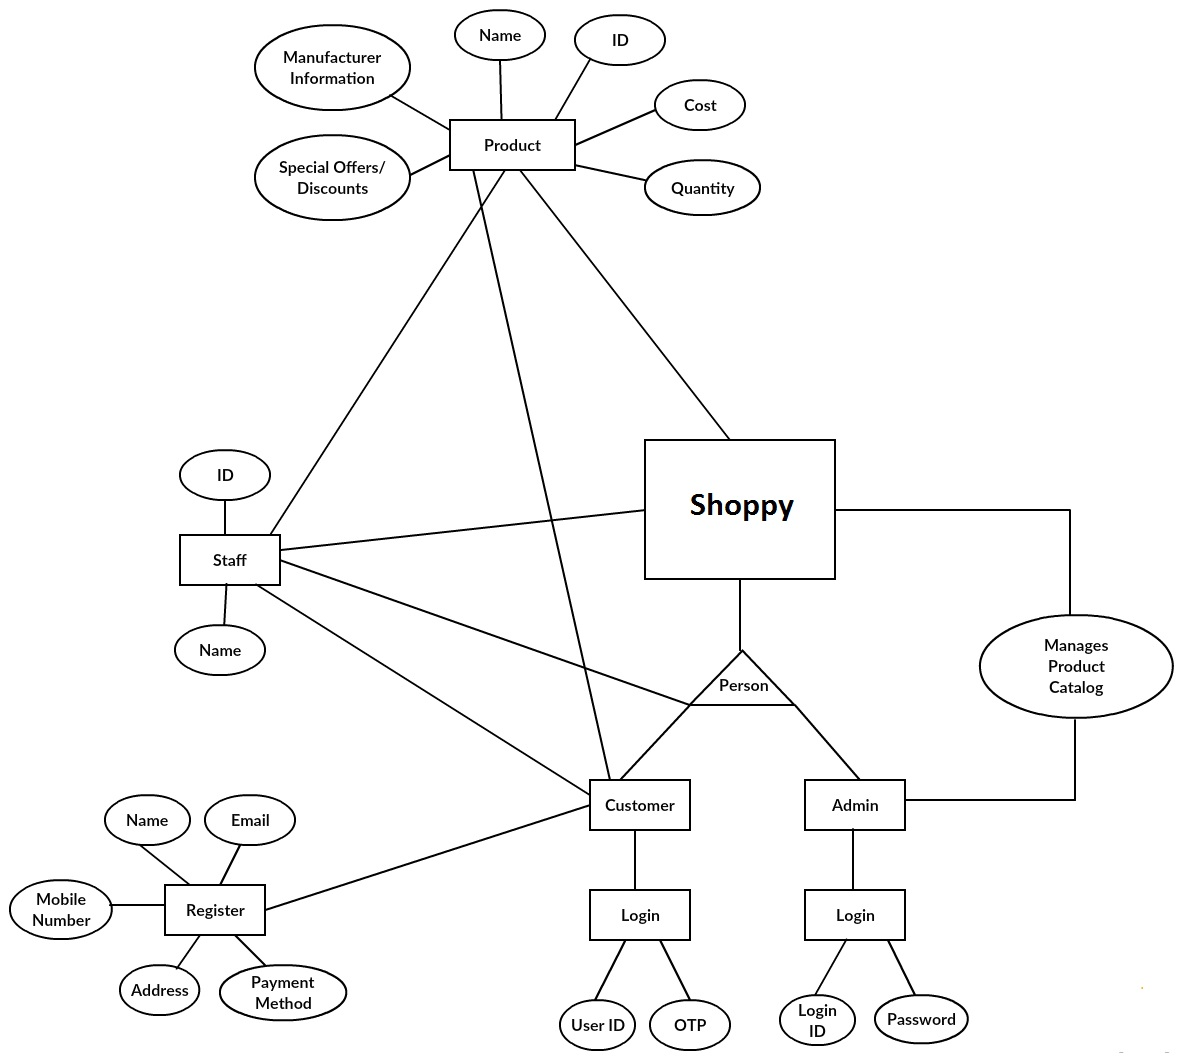 Name
ID
Manufacturer
Information
Cost
Product
Special Offers/
Discounts
Quantity
ID
Shoppy
Staff
Name
Manages
Product
Catalog
Person
Customer
Admin
Name
Email
Mobile
Number
Register
Login
Login
Address
Payment
Method
User ID
OTP
Login
ID
Password